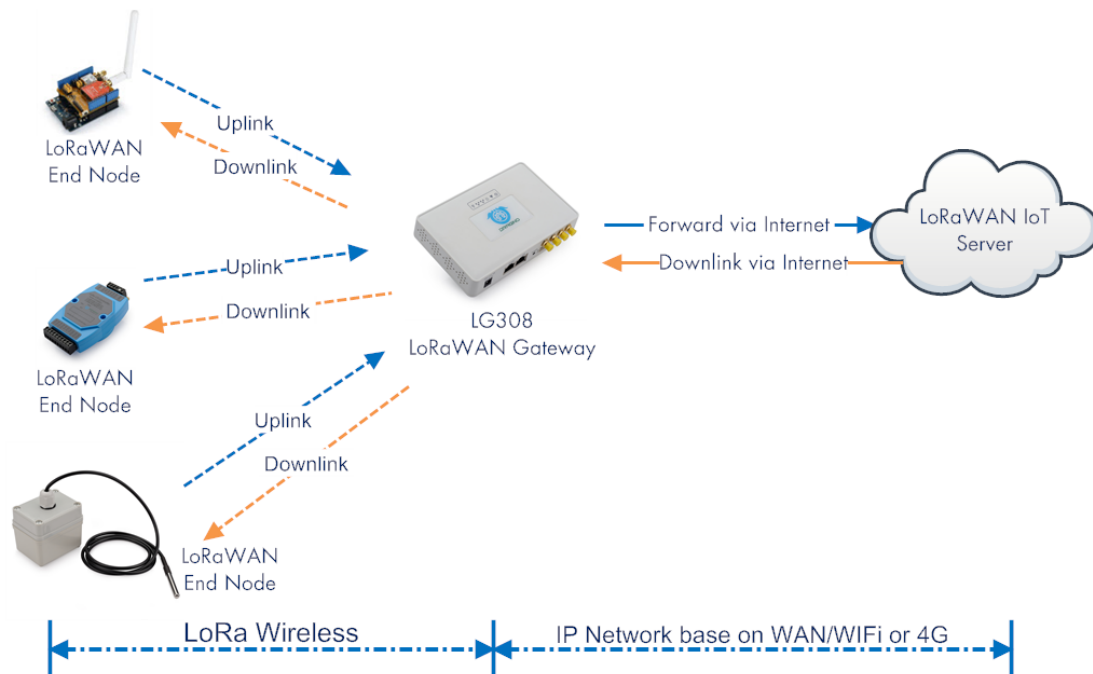 LoRaWAN
End Node
Uplink
Downlink
LoRaWAN
End Node
Uplink
Downlink
LoRaWAN
End Node
Uplink
Downlink
LG308
LoRaWAN Gateway
Forward via Internet
Downlink via Internet
LoRaWAN IoT
Server
LoRa Wireless
IP Network base on WAN/WIFi or 4G